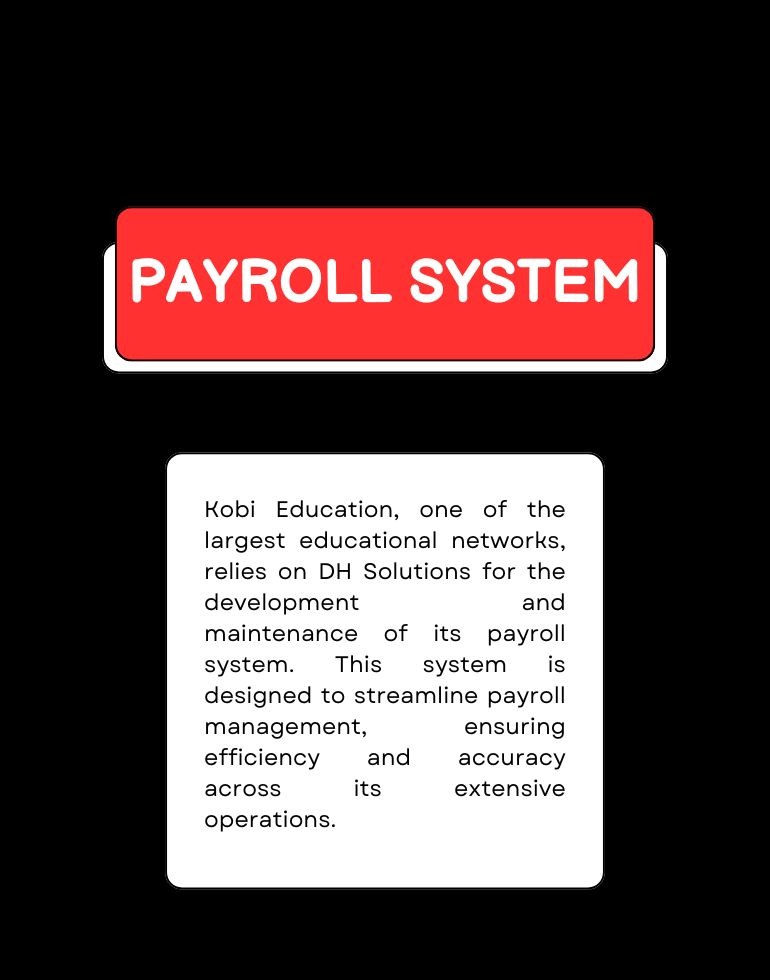 PAYROLL SYSTEM
Kobi Education, one of the
largest educational networks,
relies on DH Solutions for the
development and
maintenance of its payroll
system. This system is
designed to streamline payroll
management, ensuring
efficiency and accuracy
across its extensive
operations.